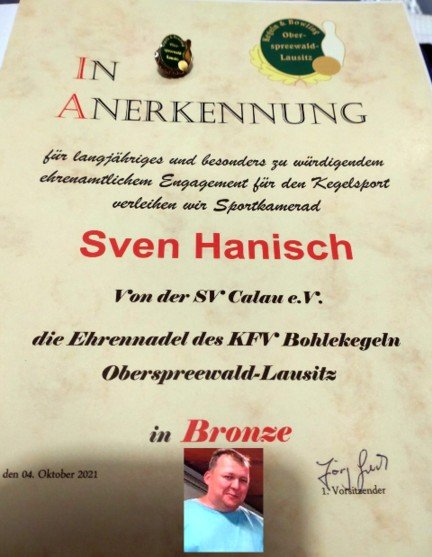 Kegeln & Bowling
Ober-
spreewald-
Lausitz
IN
ANERKENNUNG
für langjähriges und besonders zu würdigendem
ehrenamtlichem Engagement für den Kegelsport
verleihen wir Sportkamerad
Sven Hanisch
Von der SV Calau e.V.
die Ehrennadel des KFV Bohlekegeln
Oberspreewald-Lausitz
in Bronze
den 04. Oktober 2021
1. Vorsitzender